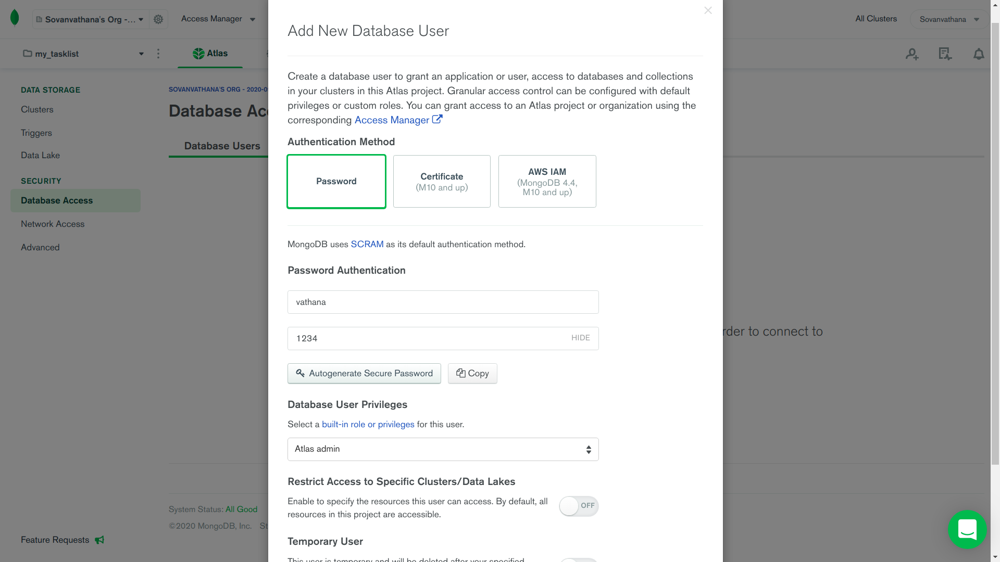 Sovanvathana's Org -...
Access Manager
All Clusters
Sovanvathana
my_tasklist
Atlas
DATA STORAGE
Clusters
Triggers
Data Lake
SECURITY
Database Access
Network Access
Advanced
Feature Requests
SOVANVATHANA'S ORG - 2020-0
Database Acc
Database Users
rder to connect to
System Status: All Good
©2020 MongoDB, Inc. St
Add New Database User
Create a database user to grant an application or user, access to databases and collections
in your clusters in this Atlas project. Granular access control can be configured with default
privileges or custom roles. You can grant access to an Atlas project or organization using the
corresponding Access Manager
Authentication Method
Password
Certificate
(M10 and up)
AWS IAM
(MongoDB 4.4,
M10 and up)
MongoDB uses SCRAM as its default authentication method.
Password Authentication
vathana
1234
HIDE
Autogenerate Secure Password
Copy
Database User Privileges
Select a built-in role or privileges for this user.
Atlas admin
Restrict Access to Specific Clusters/Data Lakes
Enable to specify the resources this user can access. By default, all
resources in this project are accessible.
OFF
Temporary User
This user is temporary and will be deleted after your specified